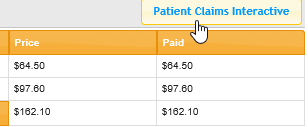 Patient Claims Interactive
Price Paid
$64.50 $64.50
$97.60 $97.60
$162.10 $162.10